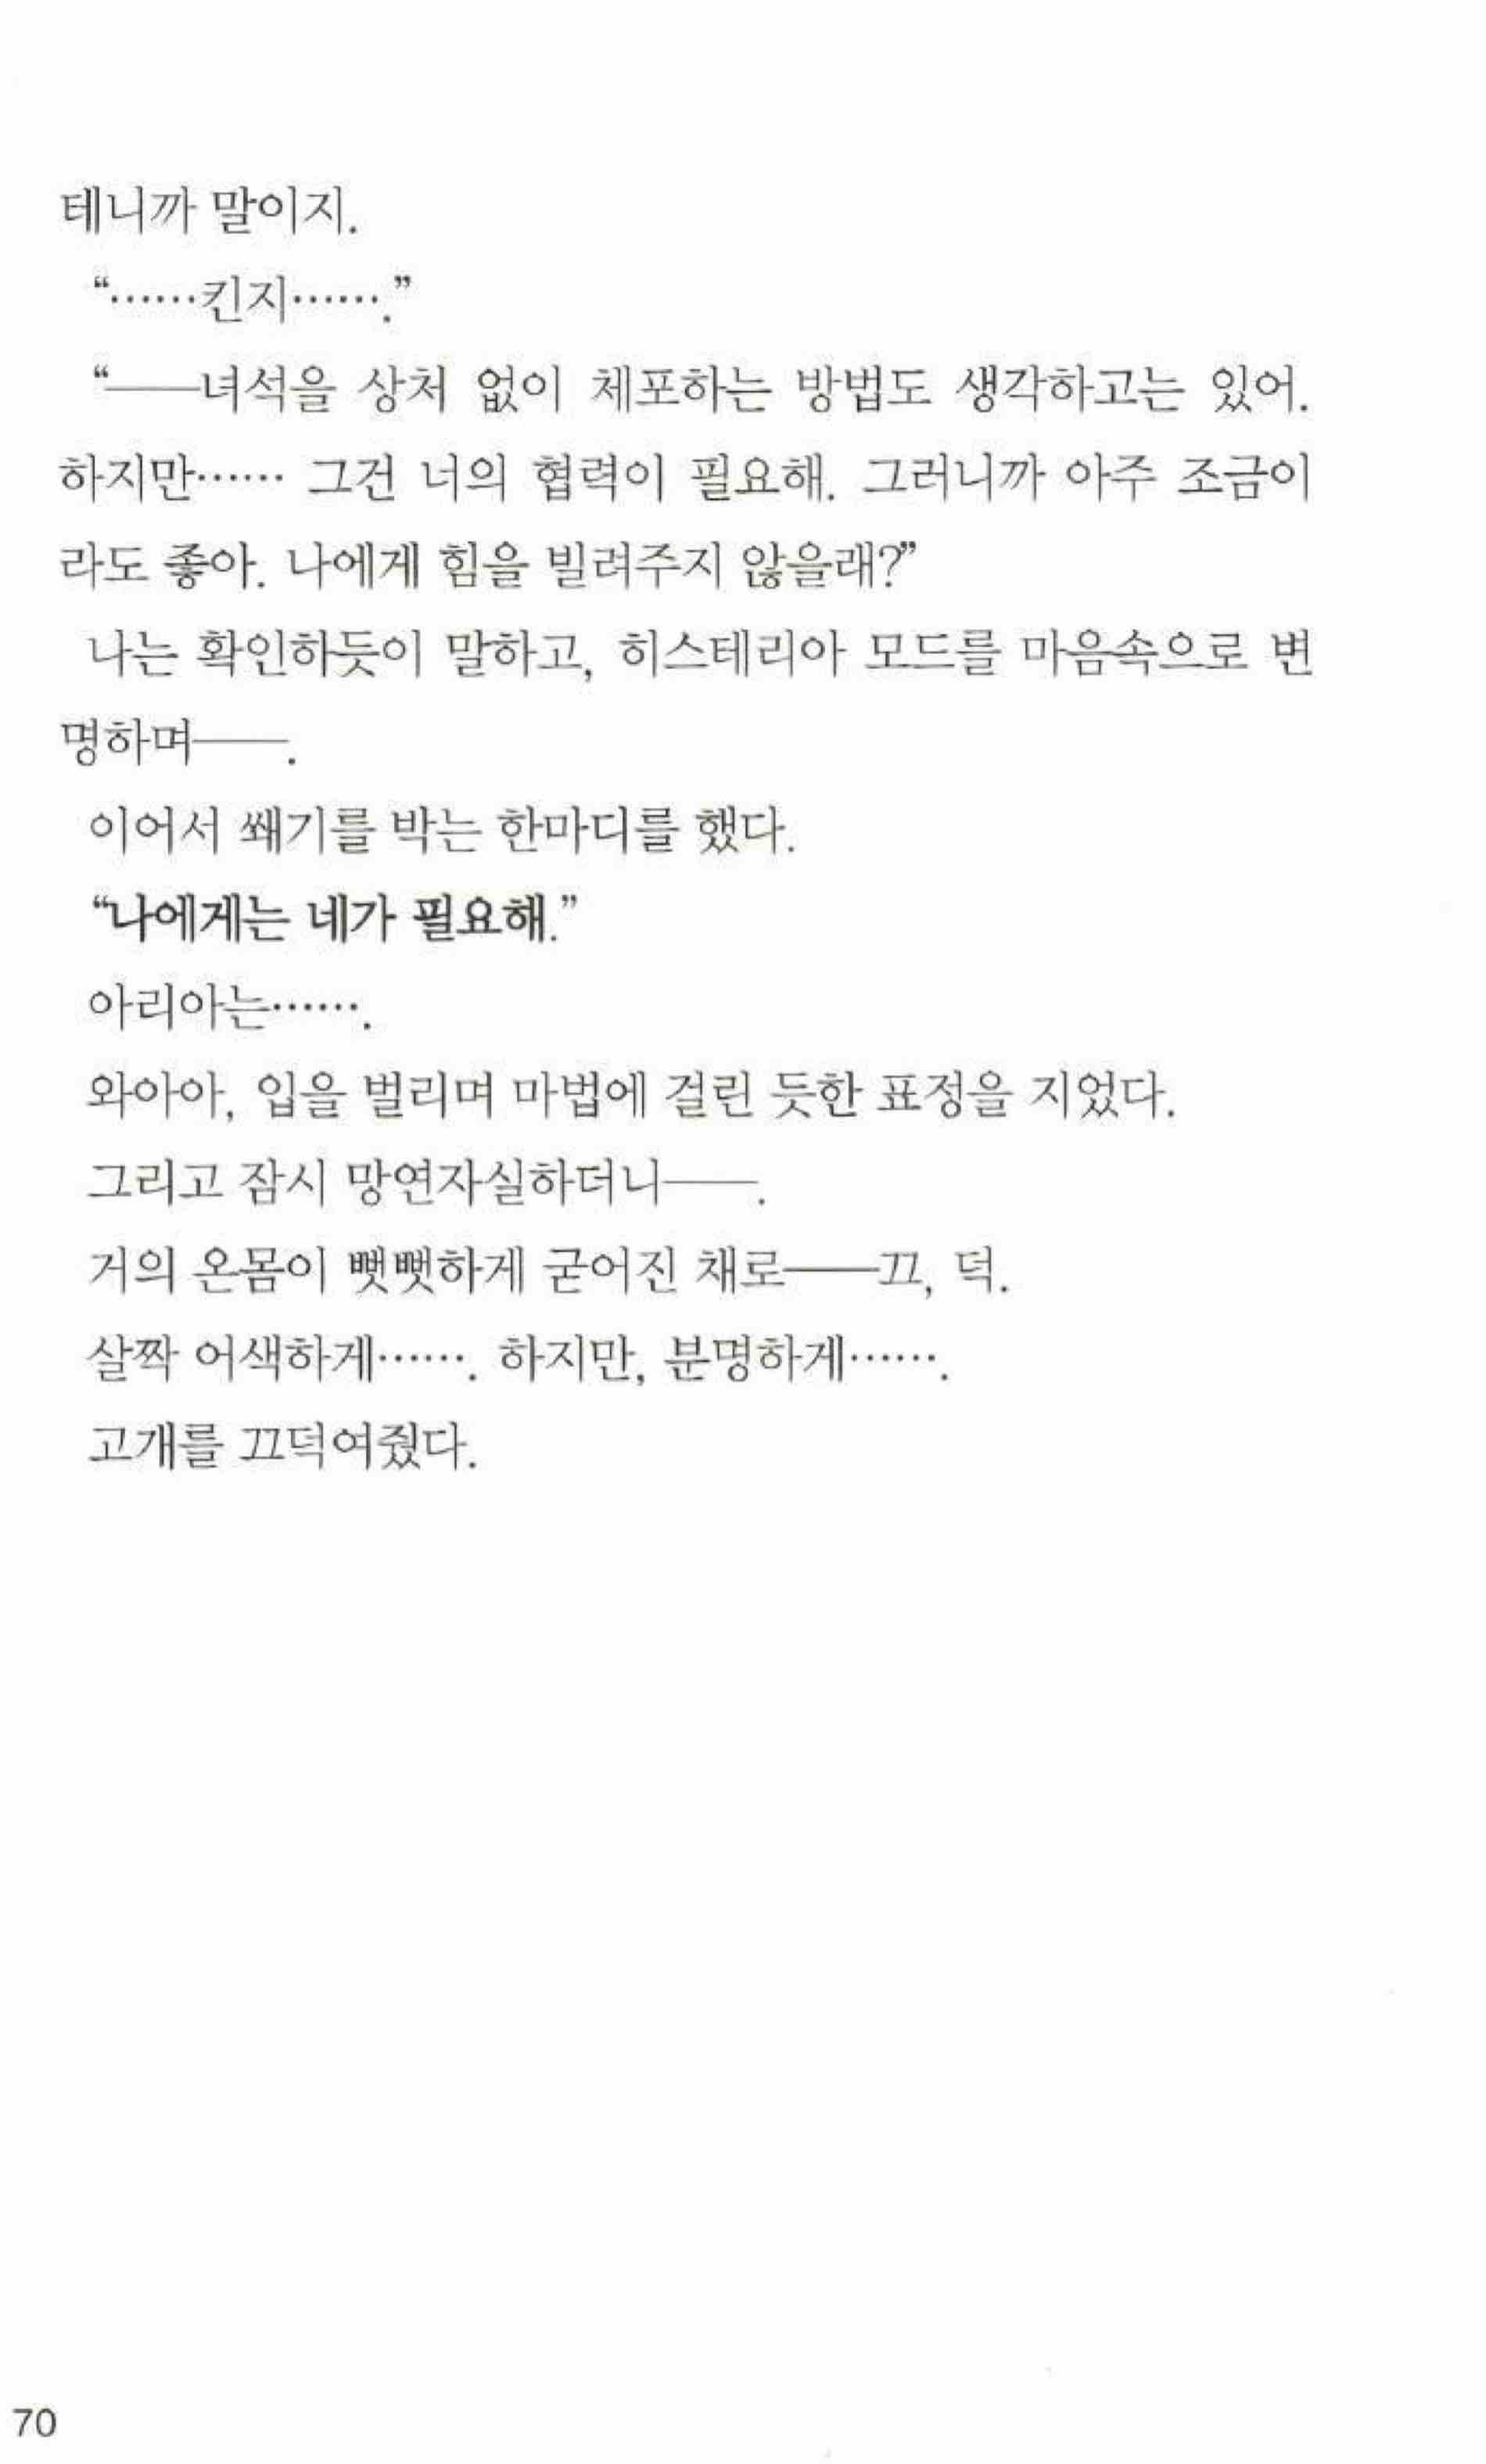 테니까 말이지.
“……킨지…….”
“――녀석을 상처 없이 체포하는 방법도 생각하고는 있어.
하지만…… 그건 너의 협력이 필요해. 그러니까 아주 조금이
라도 좋아. 나에게 힘을 빌려주지 않을래?”
나는 확인하듯이 말하고, 히스테리아 모드를 마음속으로 변
명하며――.
이어서 쐐기를 박는 한마디를 했다.
“나에게는 네가 필요해.”
아리아는…….
와아아, 입을 벌리며 마법에 걸린 듯한 표정을 지었다.
그리고 잠시 망연자실하더니――.
거의 온몸이 뻣뻣하게 굳어진 채로――끄, 덕.
살짝 어색하게……. 하지만, 분명하게…….
고개를 끄덕여줬다.
70